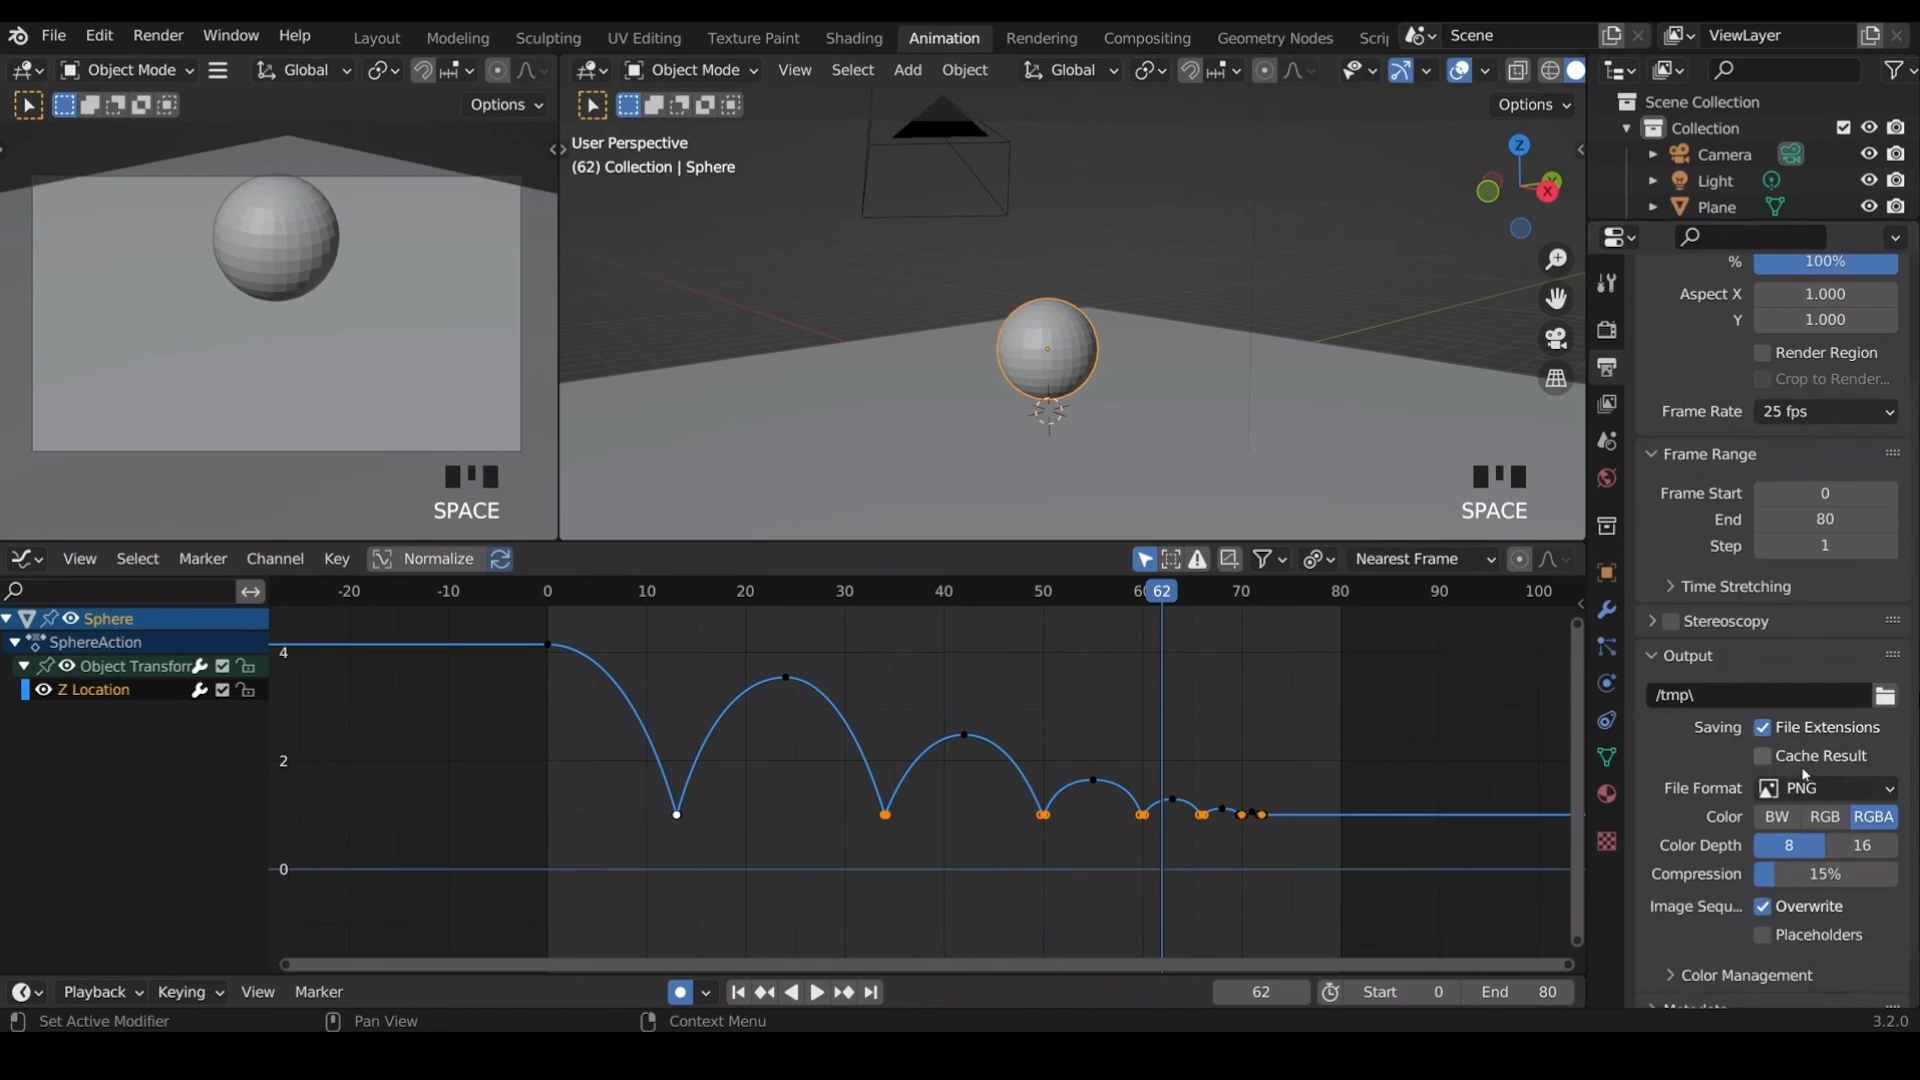 File Edit Render Window Help Layout Modeling Sculpting UV Editing Texture Paint Shading Animation Rendering Compositing Geometry Nodes Scrip Scene ViewLayer
Object Mode Global Object Mode View Select Add Object Global
Options Options
User Perspective
(62) Collection | Sphere
Z
X
Scene Collection
Collection
Camera
Light
Plane
% 100%
Aspect X 1.000
Y 1.000
Render Region
Crop to Render...
Frame Rate 25 fps
Frame Range
Frame Start 0
End 80
Step 1
Time Stretching
Stereoscopy
Output
/tmp\
Saving File Extensions
Cache Result
File Format PNG
Color BW RGB RGBA
Color Depth 8 16
Compression 15%
Image Sequ... Overwrite
Placeholders
Color Management
SPACE SPACE
View Select Marker Channel Key Normalize Nearest Frame
-20 -10 0 10 20 30 40 50 62 70 80 90 100
Sphere
SphereAction
Object Transforr
Z Location
4
2
0
Playback Keying View Marker 62 Start 0 End 80
Set Active Modifier Pan View Context Menu 3.2.0